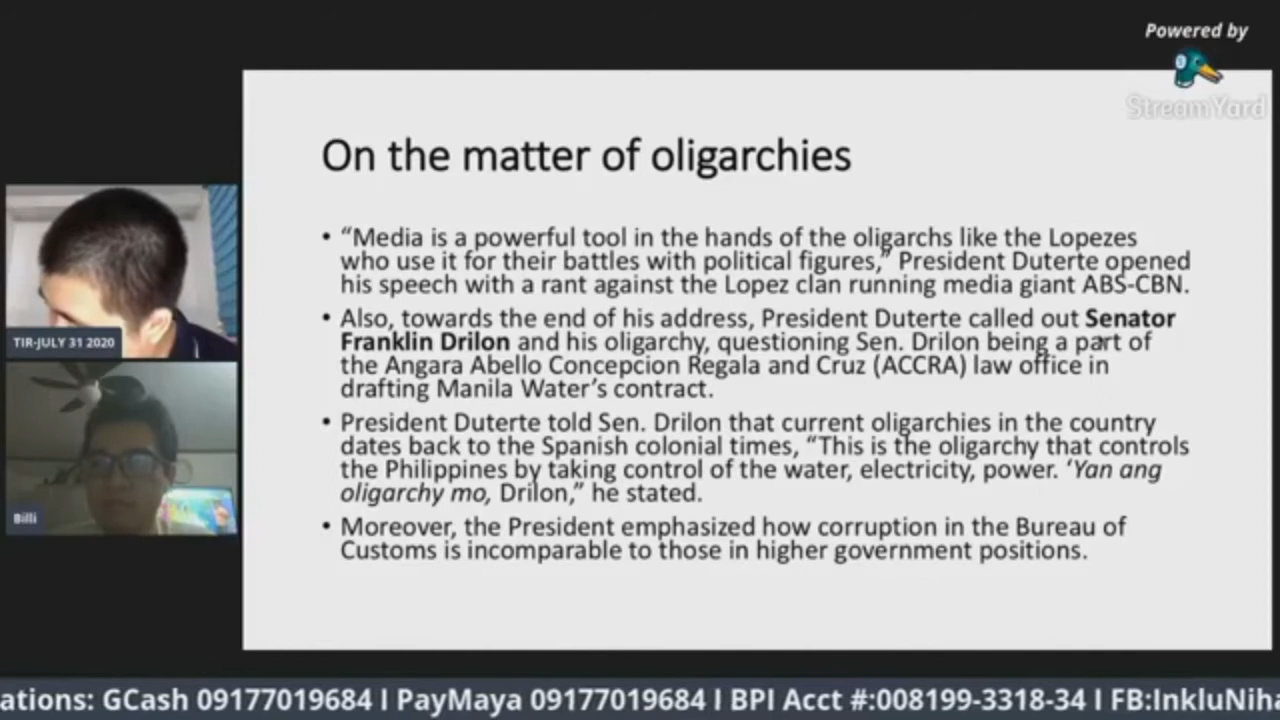 Powered by
StreamYard
On the matter of oligarchies
• “Media is a powerful tool in the hands of the oligarchs like the Lopezes
who use it for their battles with political figures,” President Duterte opened
his speech with a rant against the Lopez clan running media giant ABS-CBN.
• Also, towards the end of his address, President Duterte called out Senator
Franklin Drilon and his oligarchy, questioning Sen. Drilon being a part of
the Angara Abello Concepcion Regala and Cruz (ACCRA) law office in
drafting Manila Water’s contract.
• President Duterte told Sen. Drilon that current oligarchies in the country
dates back to the Spanish colonial times, “This is the oligarchy that controls
the Philippines by taking control of the water, electricity, power. ‘Yan ang
oligarchy mo, Drilon,” he stated.
• Moreover, the President emphasized how corruption in the Bureau of
Customs is incomparable to those in higher government positions.
TIR-JULY 31 2020
Billi
ations: GCash 09177019684 I PayMaya 09177019684 I BPI Acct #:008199-3318-34 I FB:InkluNiha